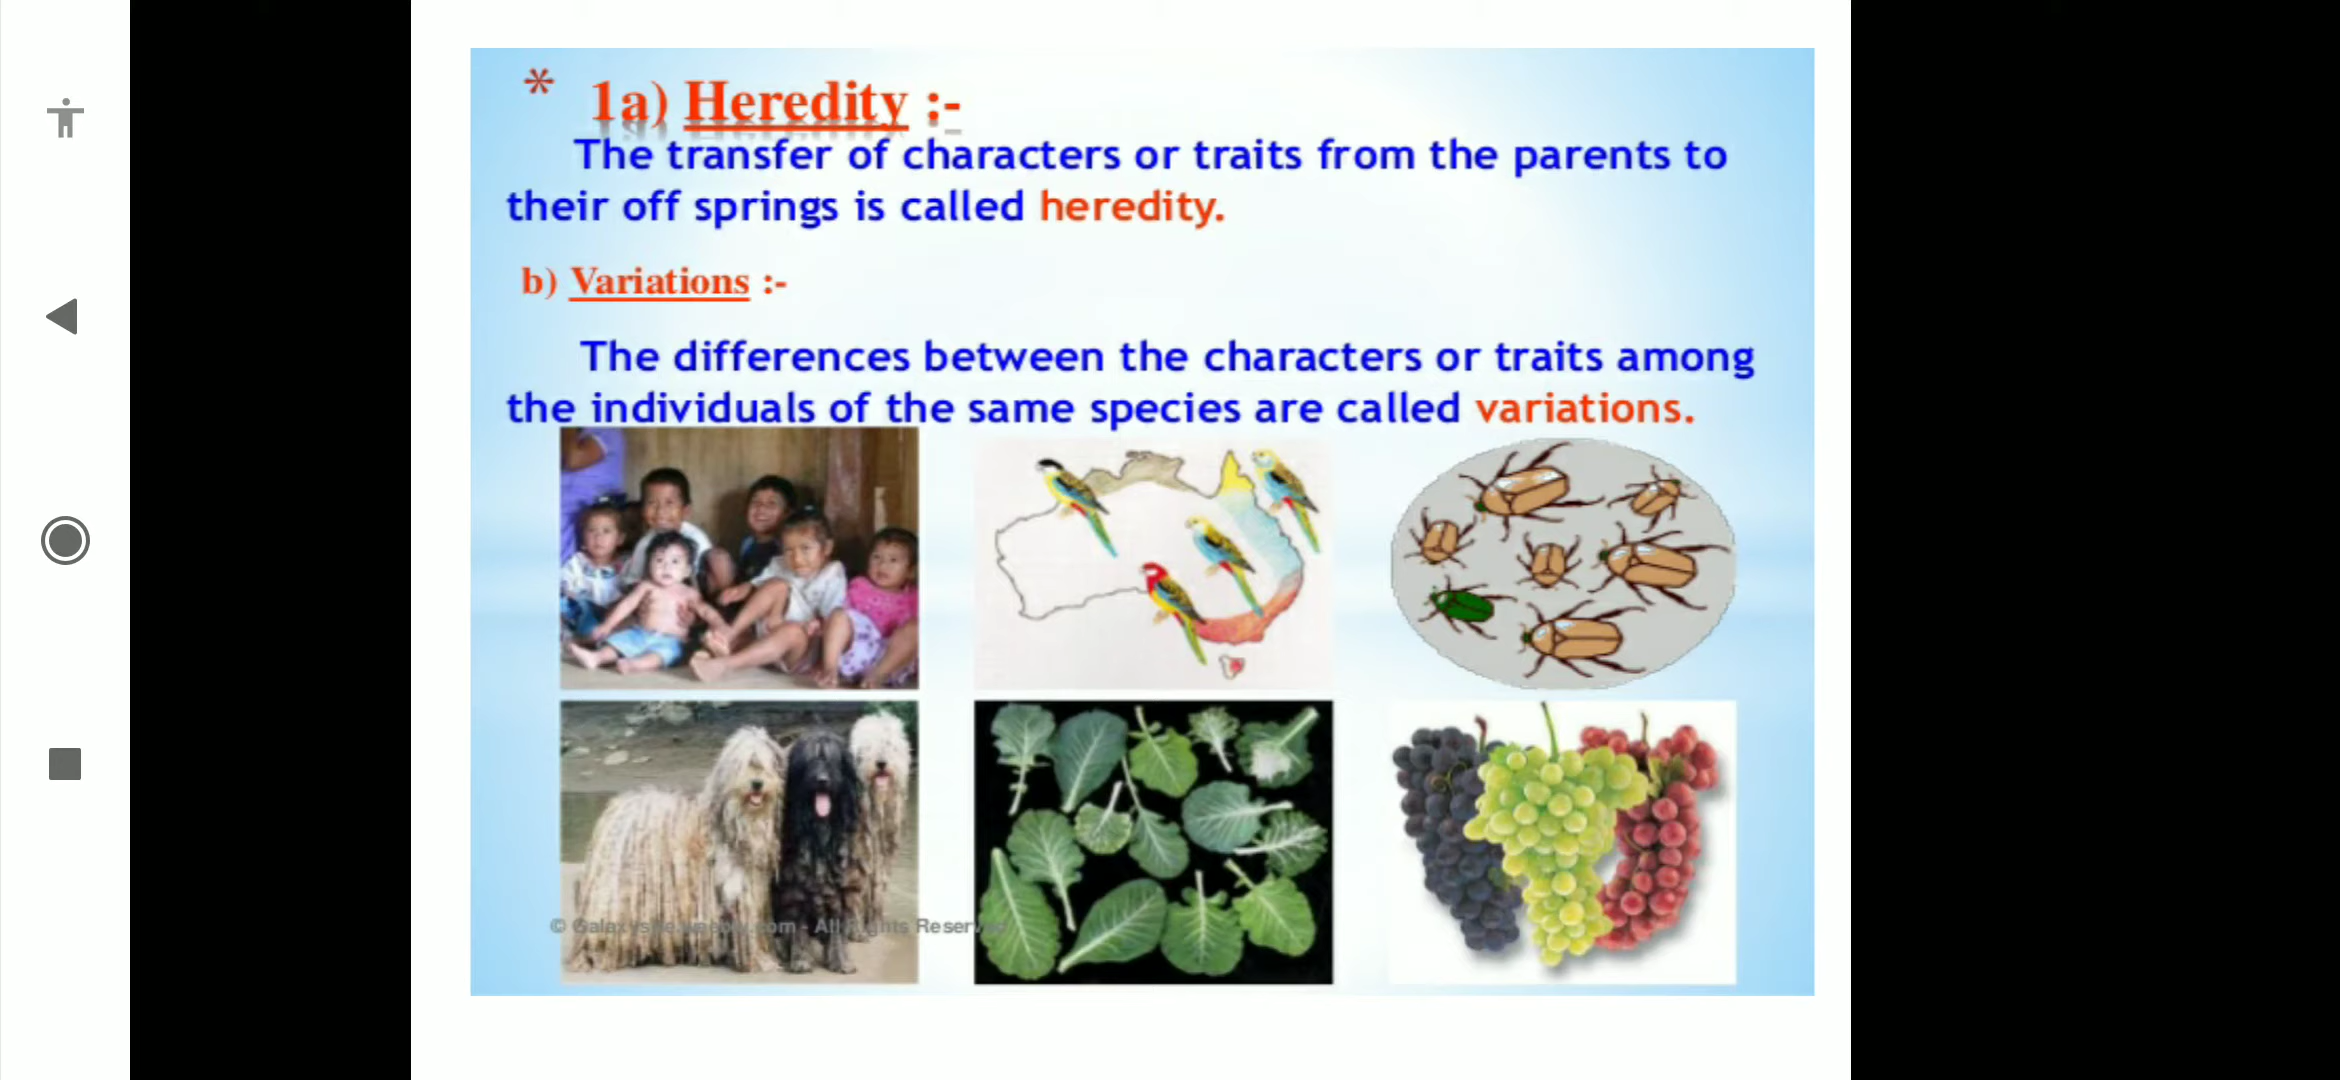 * 1a) Heredity :-
The transfer of characters or traits from the parents to
their off springs is called heredity.
b) Variations :-
The differences between the characters or traits among
the individuals of the same species are called variations.
© .com - All Rights